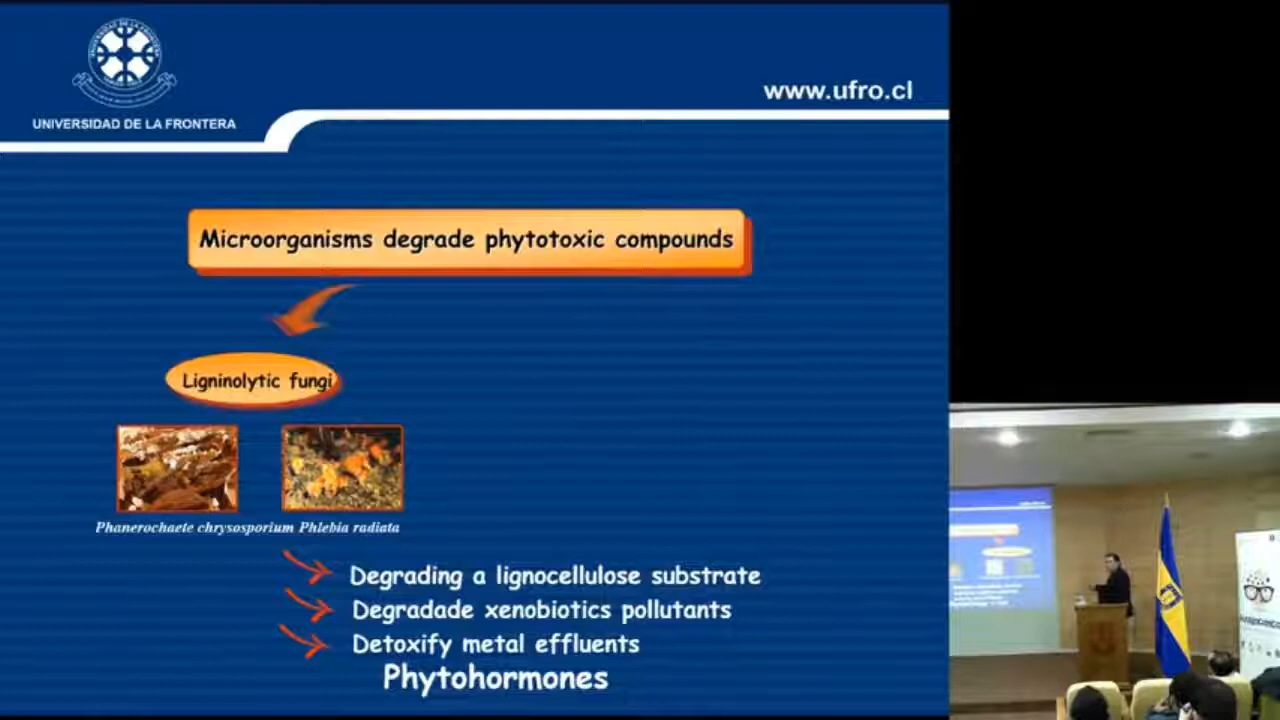 UNIVERSIDAD DE LA FRONTERA
www.ufro.cl
Microorganisms degrade phytotoxic compounds
Ligninolytic fungi
Phanerochaete chrysosporium Phlebia radiata
Degrading a lignocellulose substrate
Degradade xenobiotics pollutants
Detoxify metal effluents
Phytohormones